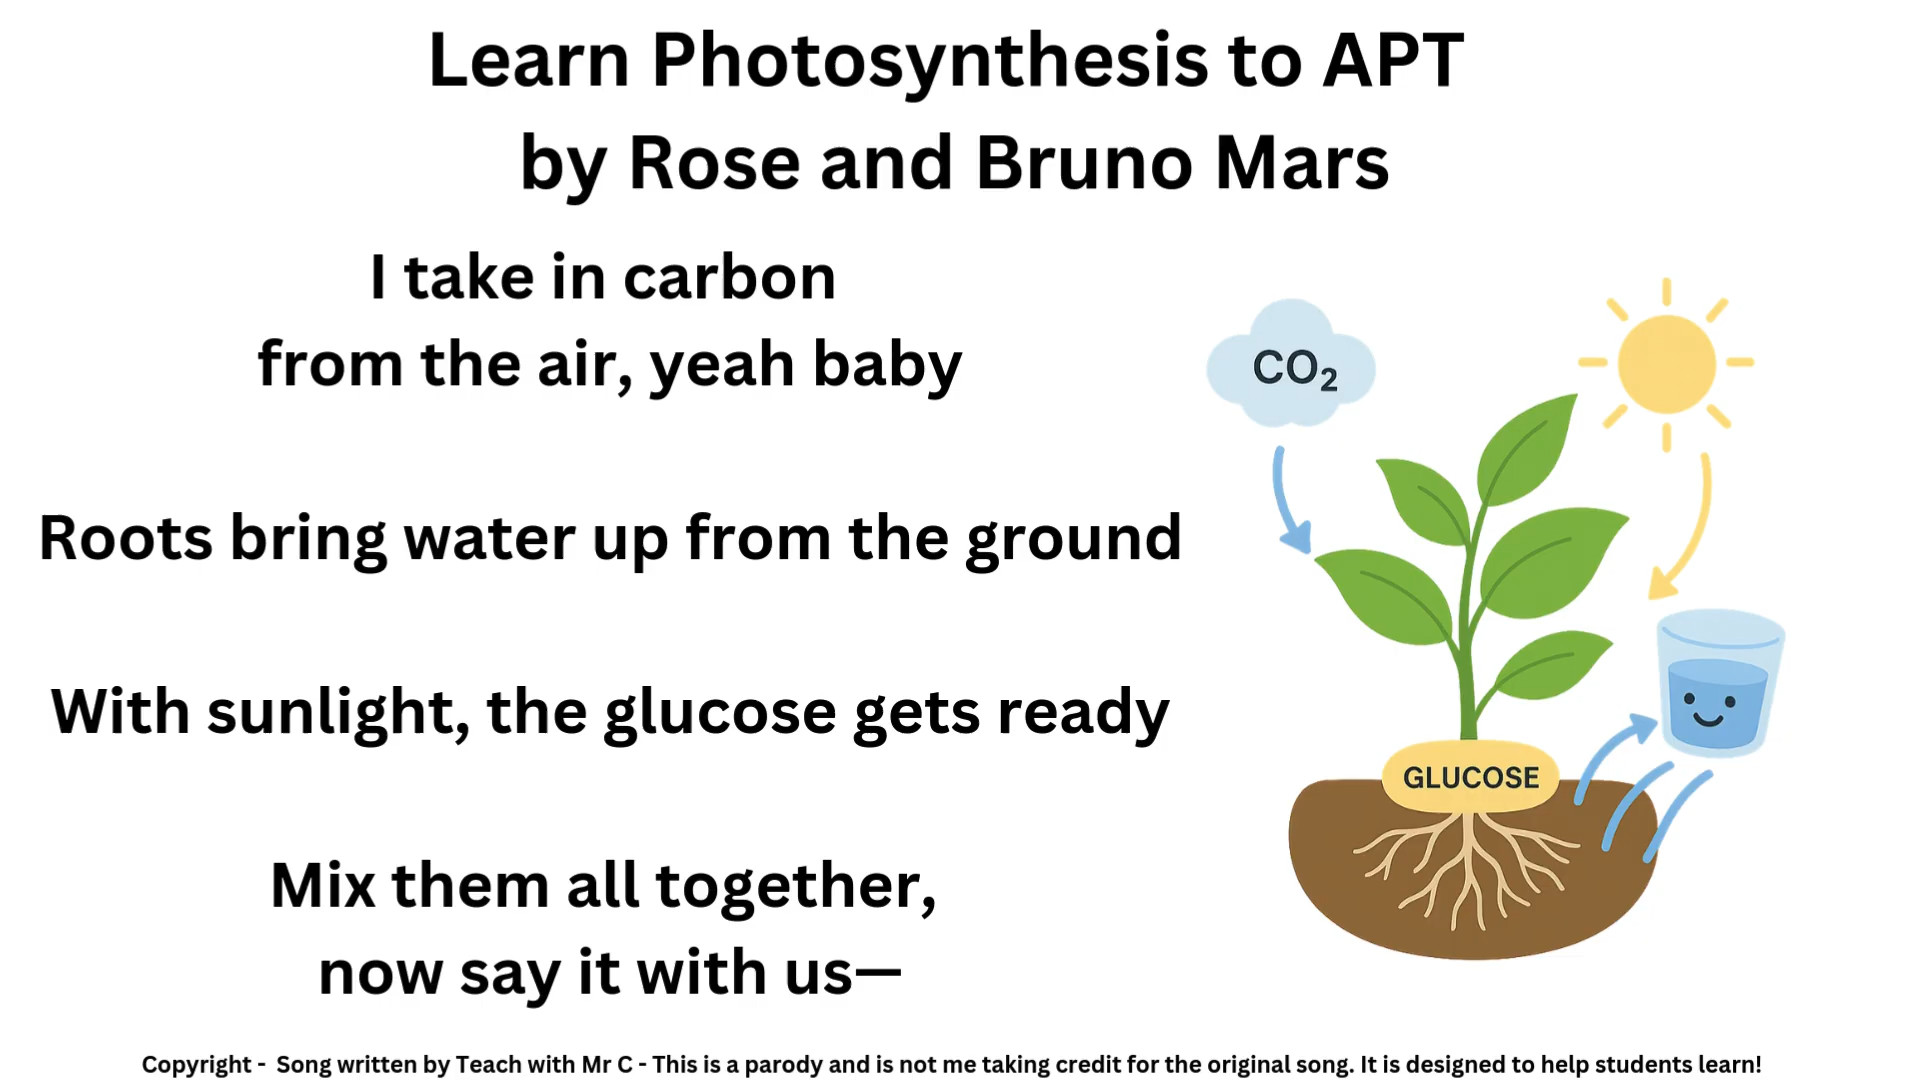 Learn Photosynthesis to APT
by Rose and Bruno Mars
I take in carbon
from the air, yeah baby
Roots bring water up from the ground
With sunlight, the glucose gets ready
Mix them all together,
now say it with us—
CO₂
GLUCOSE
Copyright - Song written by Teach with Mr C - This is a parody and is not me taking credit for the original song. It is designed to help students learn!